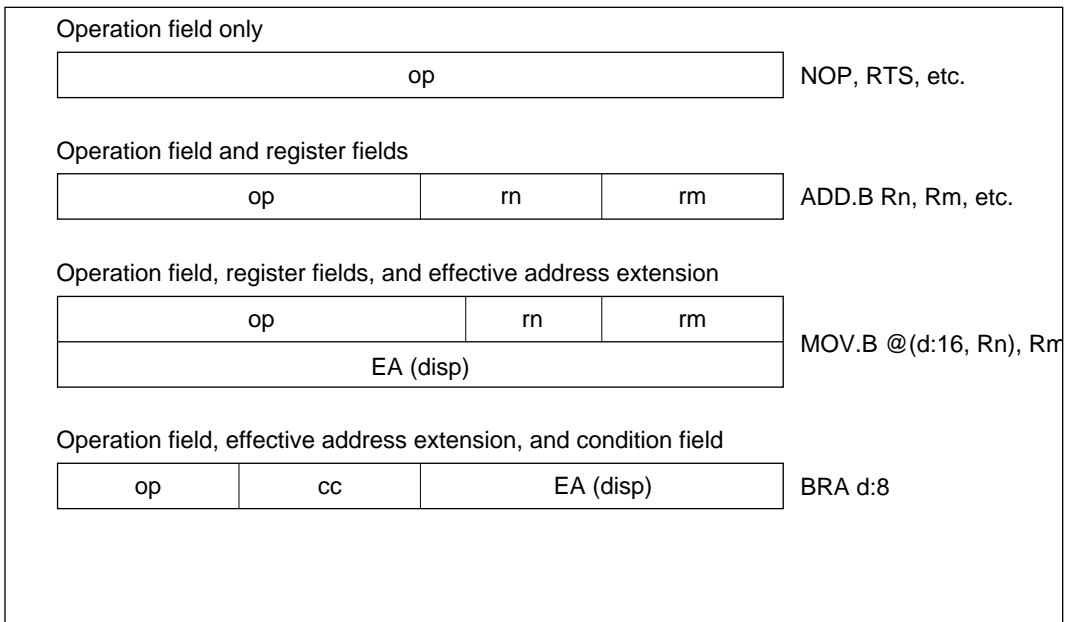 Operation field only
op
NOP, RTS, etc.
Operation field and register fields
op rn rm
ADD.B Rn, Rm, etc.
Operation field, register fields, and effective address extension
op rn rm
EA (disp)
MOV.B @(d:16, Rn), Rm
Operation field, effective address extension, and condition field
op cc EA (disp)
BRA d:8